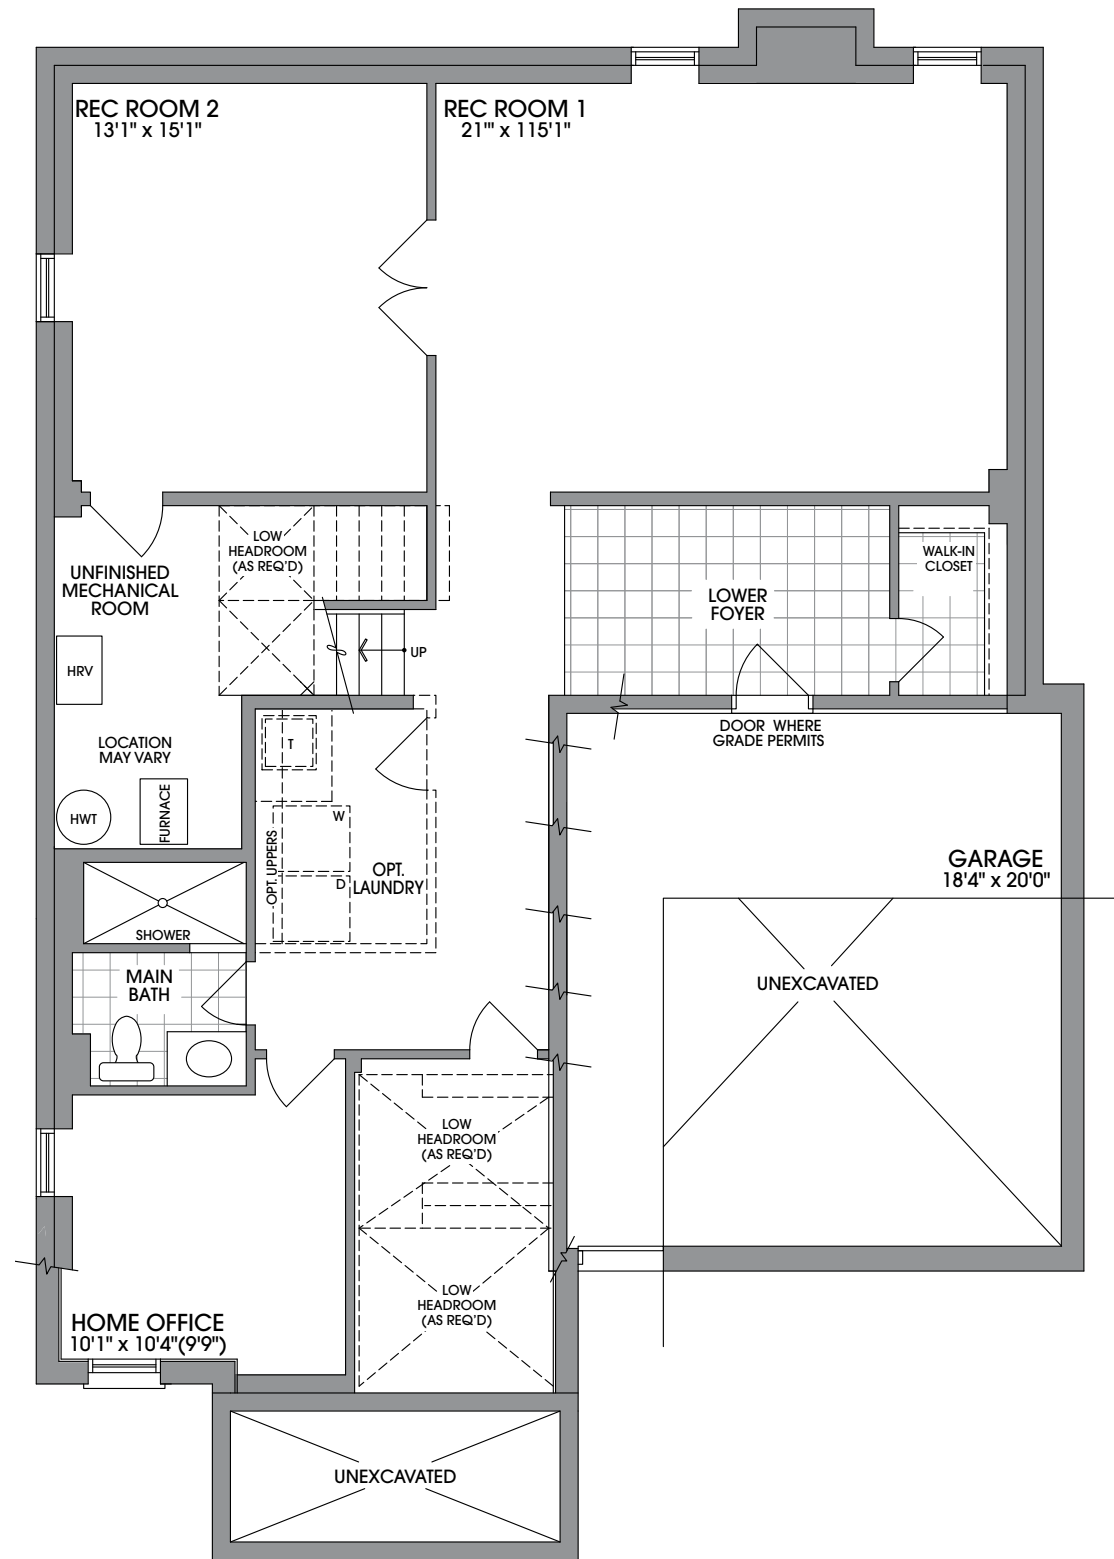 REC ROOM 2
13'1" x 15'1"
REC ROOM 1
21'" x 115'1"
LOW
HEADROOM
(AS REQ'D)
UNFINISHED
MECHANICAL
ROOM
WALK-IN
CLOSET
LOWER
FOYER
HRV
UP
DOOR WHERE
GRADE PERMITS
LOCATION
MAY VARY
T
HWT
FURNACE
W
OPT. UPPERS
D
OPT.
LAUNDRY
GARAGE
18'4" x 20'0"
SHOWER
MAIN
BATH
UNEXCAVATED
LOW
HEADROOM
(AS REQ'D)
LOW
HEADROOM
(AS REQ'D)
HOME OFFICE
10'1" x 10'4"(9'9")
UNEXCAVATED